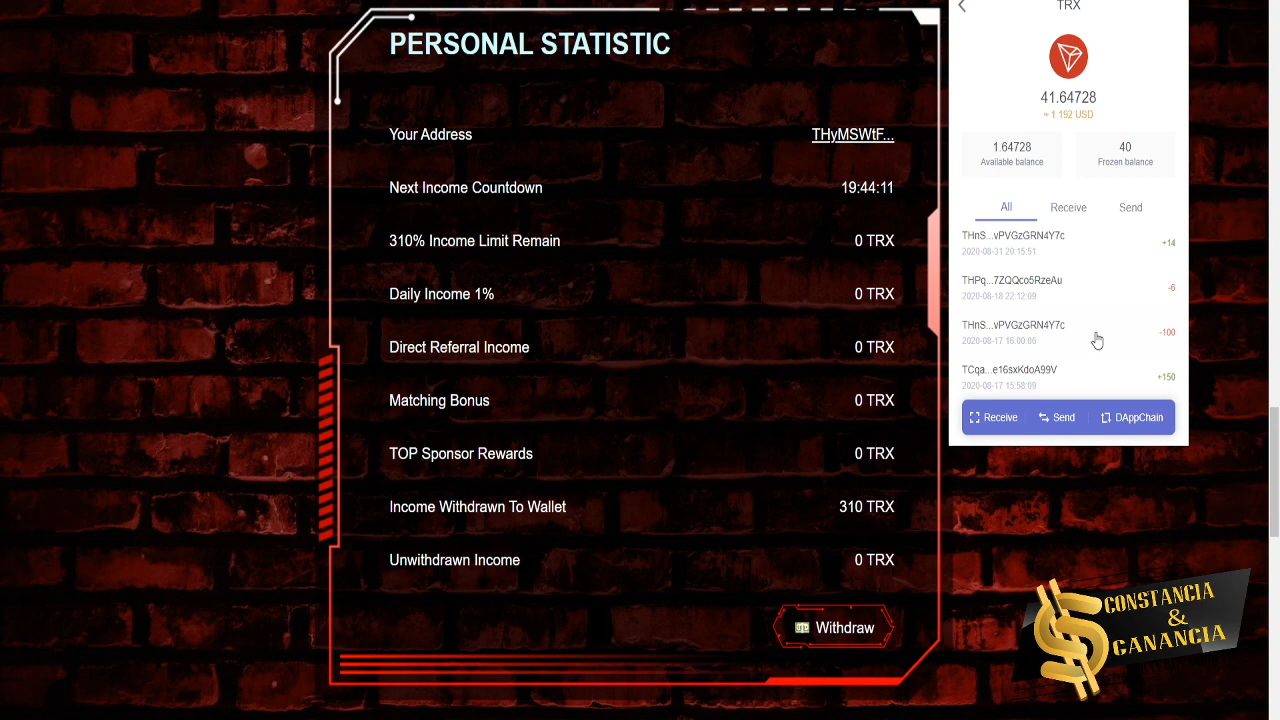 PERSONAL STATISTIC
Your Address THyMSWtF...
Next Income Countdown 19:44:11
310% Income Limit Remain 0 TRX
Daily Income 1% 0 TRX
Direct Referral Income 0 TRX
Matching Bonus 0 TRX
TOP Sponsor Rewards 0 TRX
Income Withdrawn To Wallet 310 TRX
Unwithdrawn Income 0 TRX
Withdraw
TRX
41.64728
≈ 1.192 USD
1.64728 40
Available balance Frozen balance
All Receive Send
THnS...vPVGzGRN4Y7c +14
2020-08-31 20:15:51
THPq...7ZQQco5RzeAu -6
2020-08-18 22:12:09
THnS...vPVGzGRN4Y7c -100
2020-08-17 16:00:06
TCqa...e16sxKdoA99V +150
2020-08-17 15:58:09
Receive Send DAppChain
CONSTANCIA
&
GANANCIA